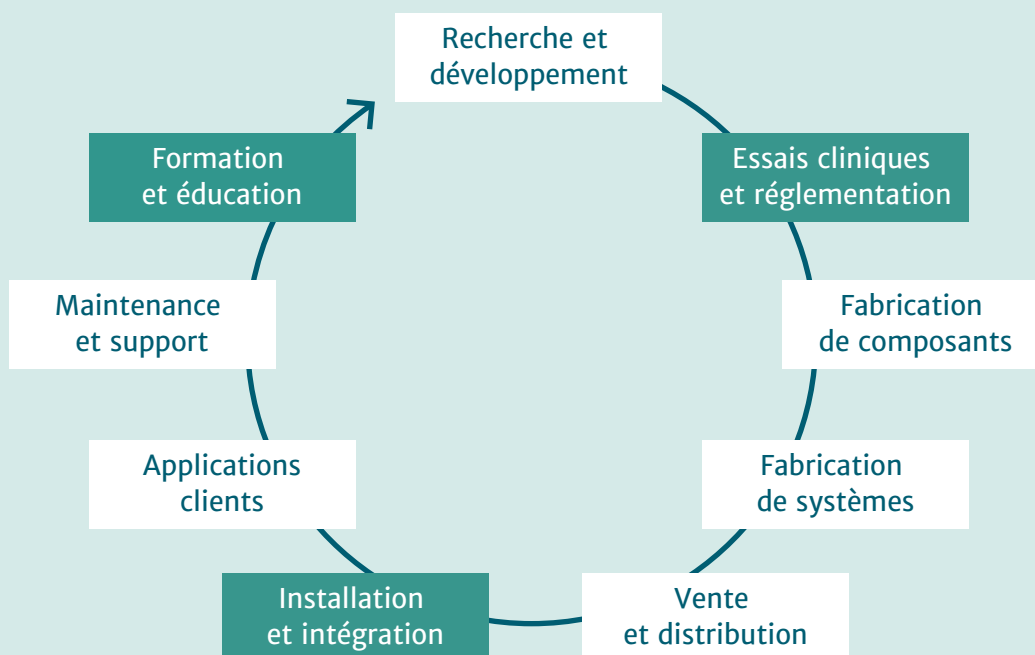 Recherche et
développement
Essais cliniques
et réglementation
Fabrication
de composants
Fabrication
de systèmes
Vente
et distribution
Installation
et intégration
Applications
clients
Maintenance
et support
Formation
et éducation